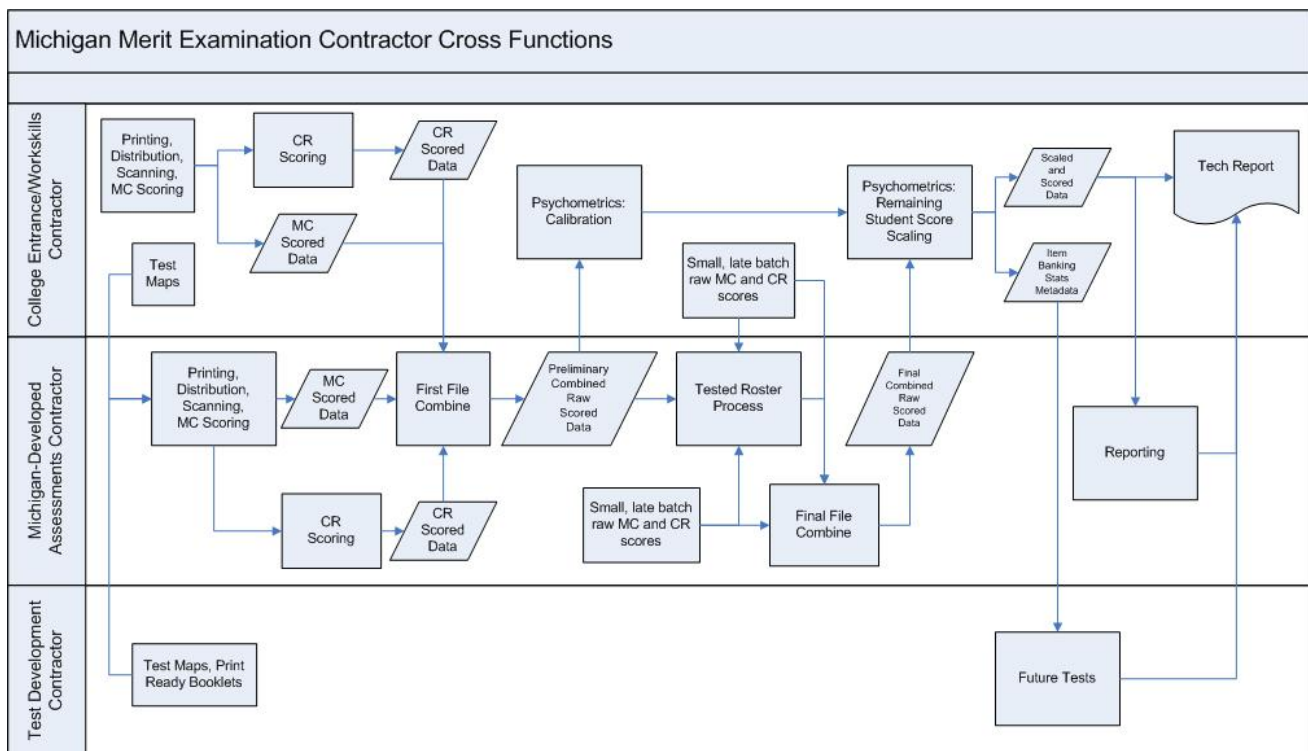 Michigan Merit Examination Contractor Cross Functions
College Entrance/Workskills
Contractor
Printing,
Distribution,
Scanning,
MC Scoring
CR
Scoring
CR
Scored
Data
MC
Scored
Data
Test
Maps
Psychometrics:
Calibration
Small, late batch
raw MC and CR
scores
Psychometrics:
Remaining
Student Score
Scaling
Scaled
and
Scored
Data
Item
Banking
Stats
Metadata
Tech Report
Michigan-Developed
Assessments Contractor
Printing,
Distribution,
Scanning,
MC Scoring
MC
Scored
Data
First File
Combine
Preliminary
Combined
Raw
Scored
Data
Tested Roster
Process
Final
Combined
Raw
Scored
Data
Reporting
CR
Scoring
CR
Scored
Data
Small, late batch
raw MC and CR
scores
Final File
Combine
Test Development
Contractor
Test Maps, Print
Ready Booklets
Future Tests